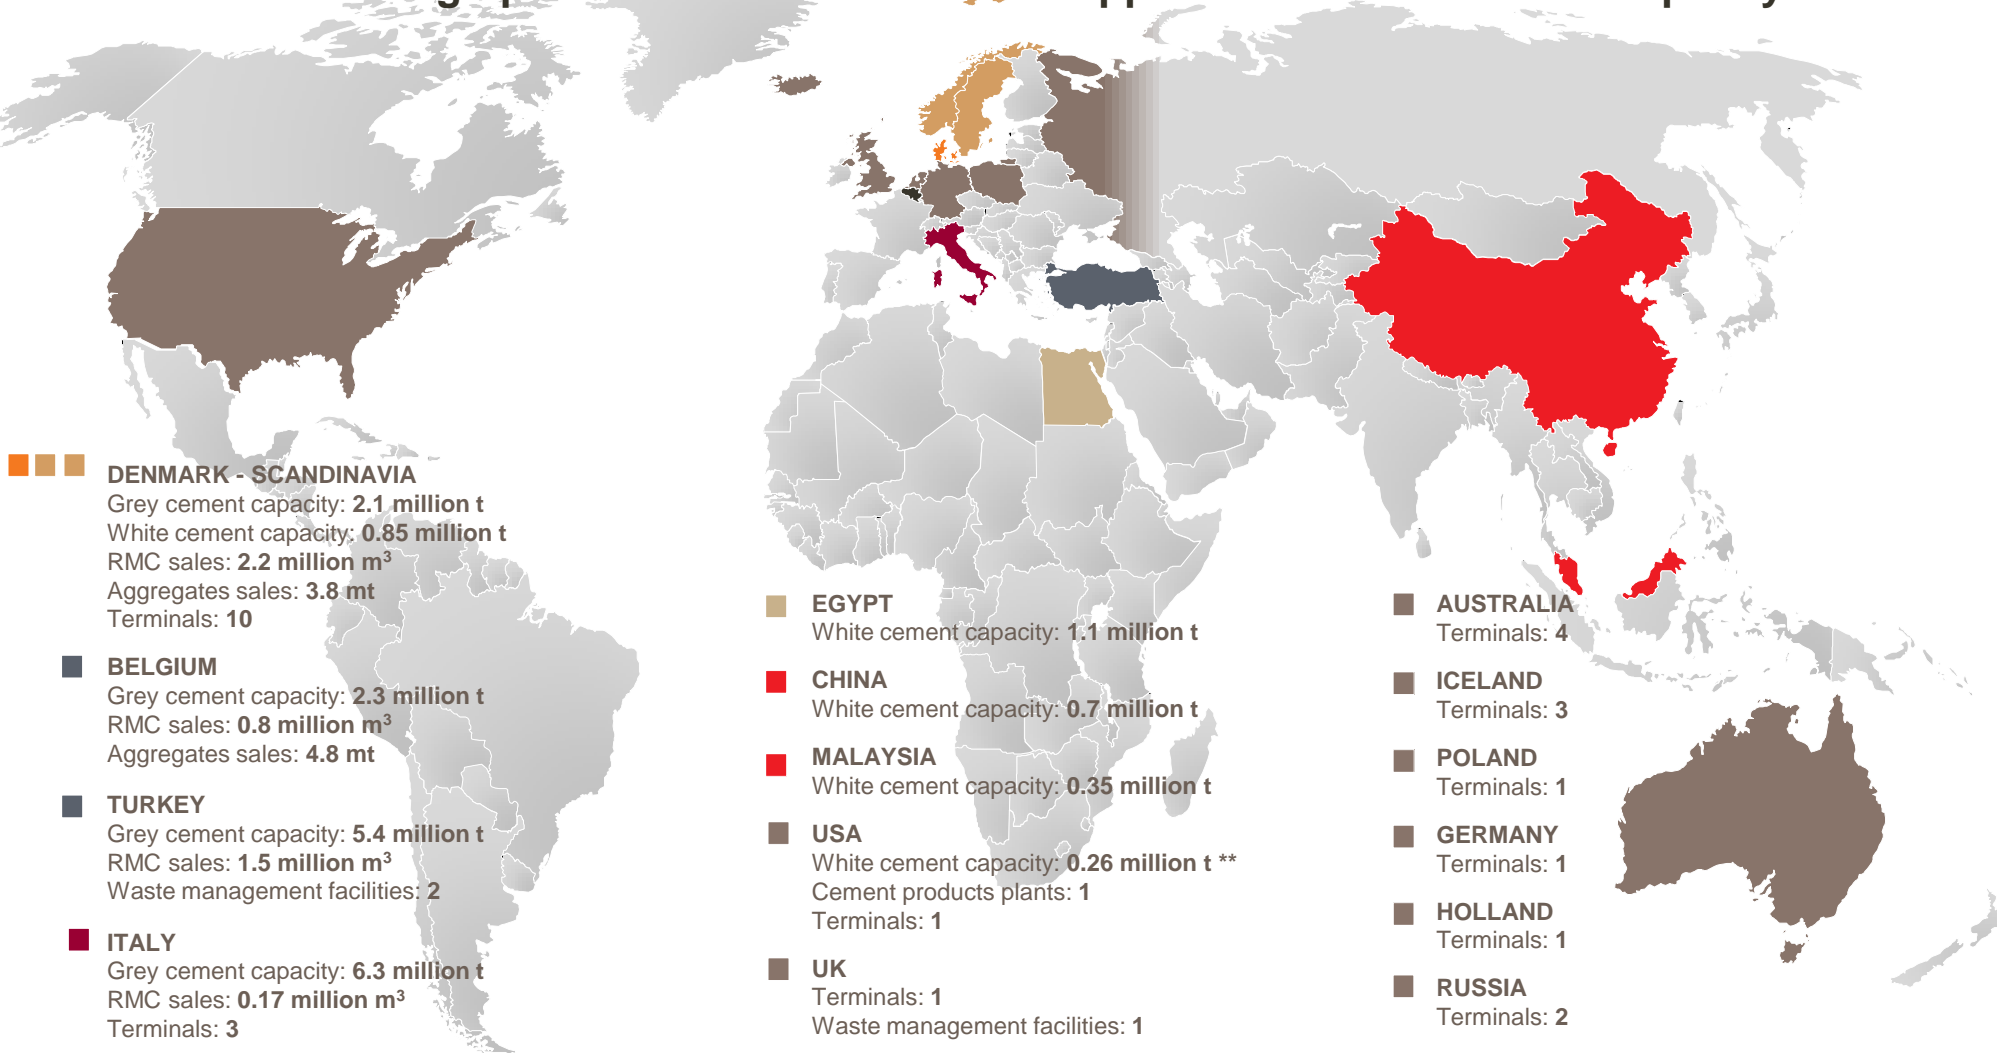 DENMARK - SCANDINAVIA
Grey cement capacity: 2.1 million t
White cement capacity: 0.85 million t
RMC sales: 2.2 million m³
Aggregates sales: 3.8 mt
Terminals: 10
BELGIUM
Grey cement capacity: 2.3 million t
RMC sales: 0.8 million m³
Aggregates sales: 4.8 mt
TURKEY
Grey cement capacity: 5.4 million t
RMC sales: 1.5 million m³
Waste management facilities: 2
ITALY
Grey cement capacity: 6.3 million t
RMC sales: 0.17 million m³
Terminals: 3
EGYPT
White cement capacity: 1.1 million t
CHINA
White cement capacity: 0.7 million t
MALAYSIA
White cement capacity: 0.35 million t
USA
White cement capacity: 0.26 million t **
Cement products plants: 1
Terminals: 1
UK
Terminals: 1
Waste management facilities: 1
AUSTRALIA
Terminals: 4
ICELAND
Terminals: 3
POLAND
Terminals: 1
GERMANY
Terminals: 1
HOLLAND
Terminals: 1
RUSSIA
Terminals: 2